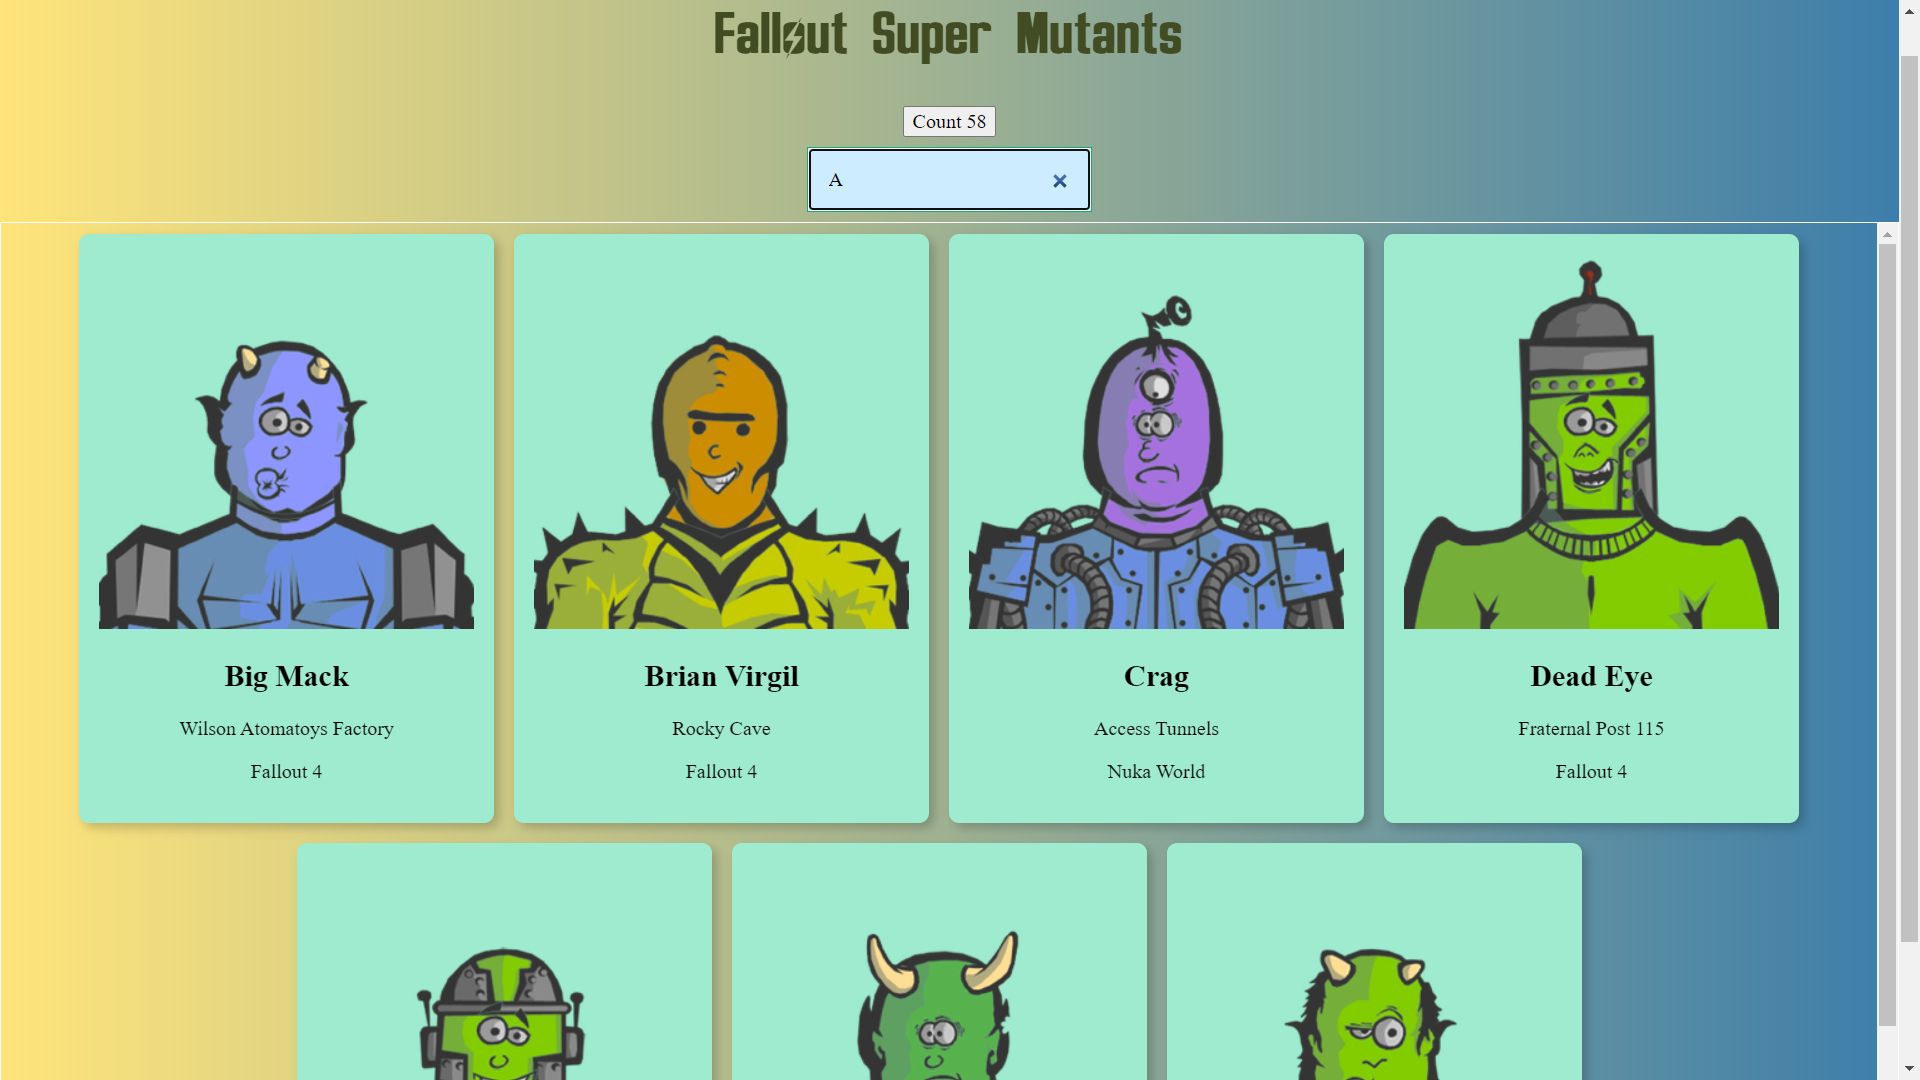 Fallout Super Mutants
Count 58
A
Big Mack
Wilson Atomatoys Factory
Fallout 4
Brian Virgil
Rocky Cave
Fallout 4
Crag
Access Tunnels
Nuka World
Dead Eye
Fraternal Post 115
Fallout 4